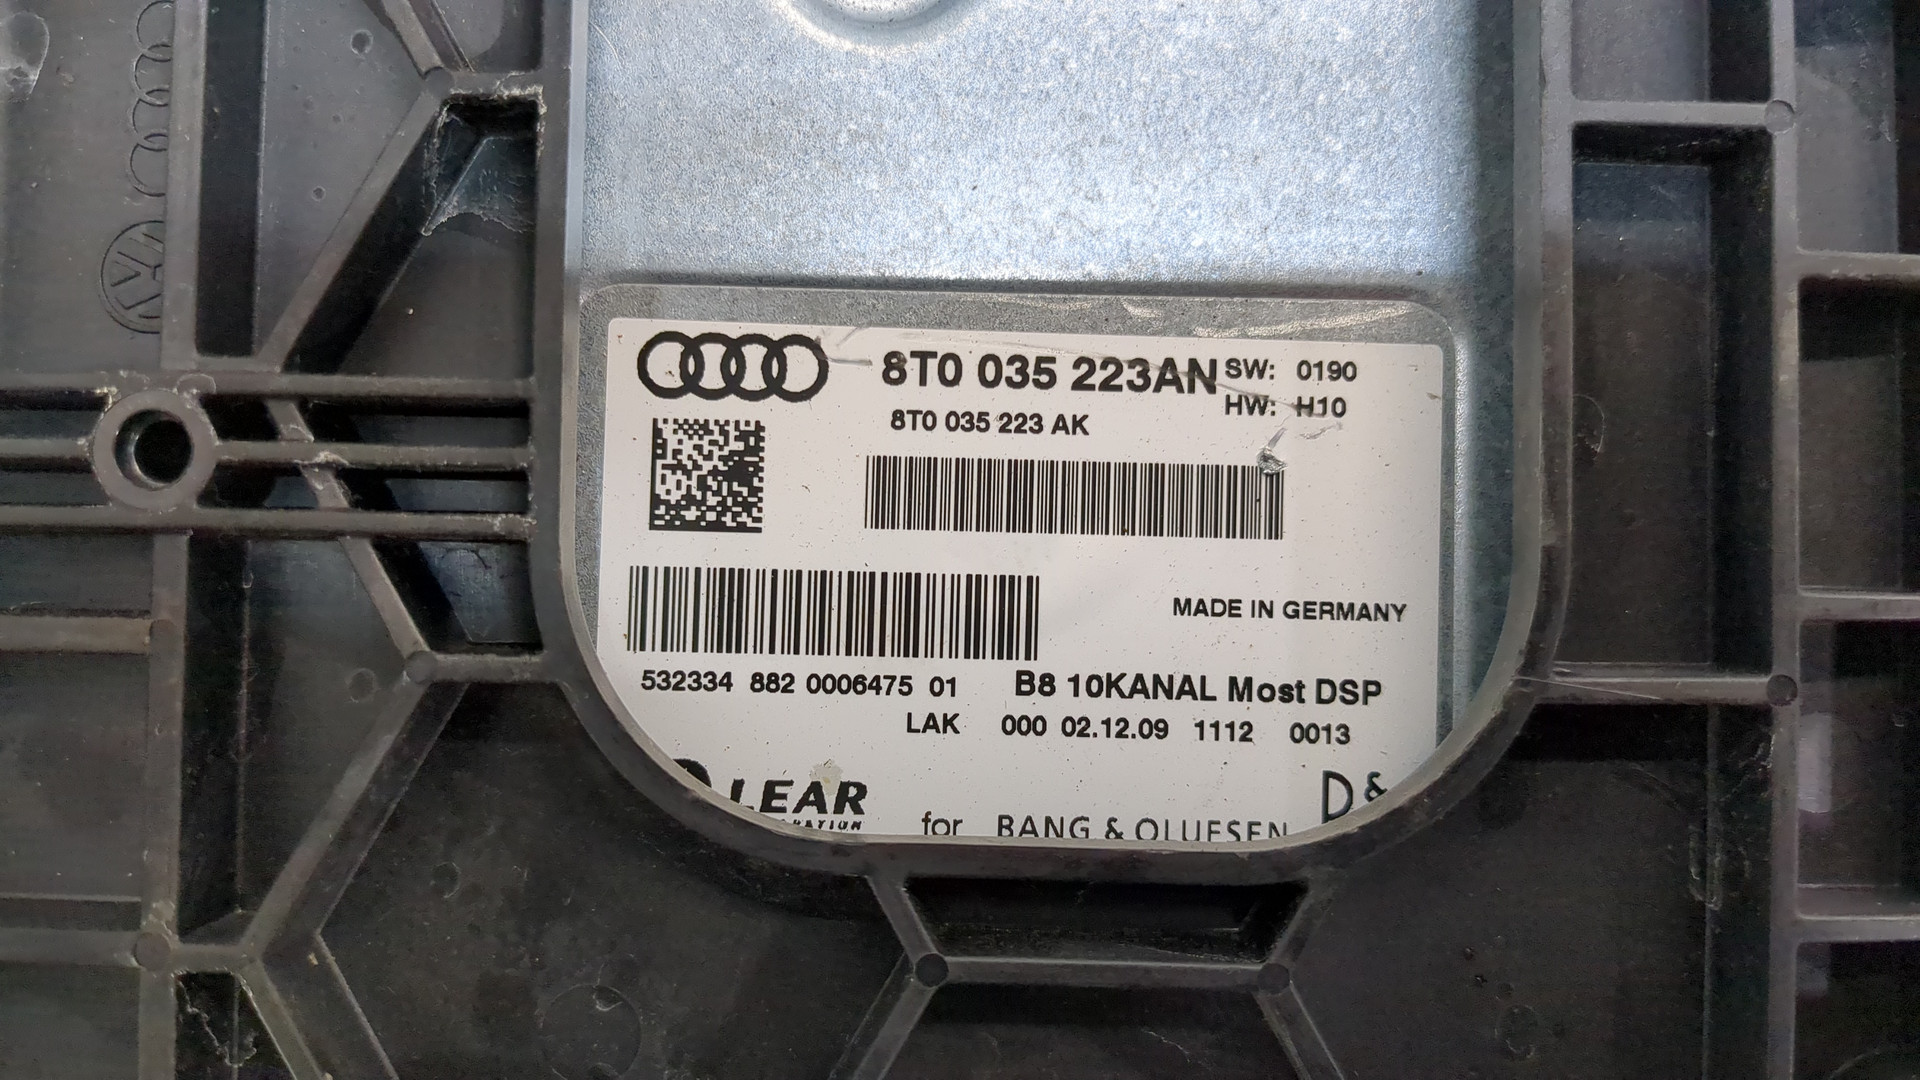 8T0 035 223AN SW: 0190
HW: H10
8T0 035 223 AK
MADE IN GERMANY
532334 882 0006475 01 B8 10KANAL Most DSP
LAK 000 02.12.09 1112 0013
LEAR
for BANG & OLUFSEN